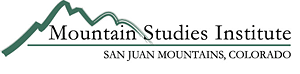 Mountain Studies Institute
SAN JUAN MOUNTAINS, COLORADO